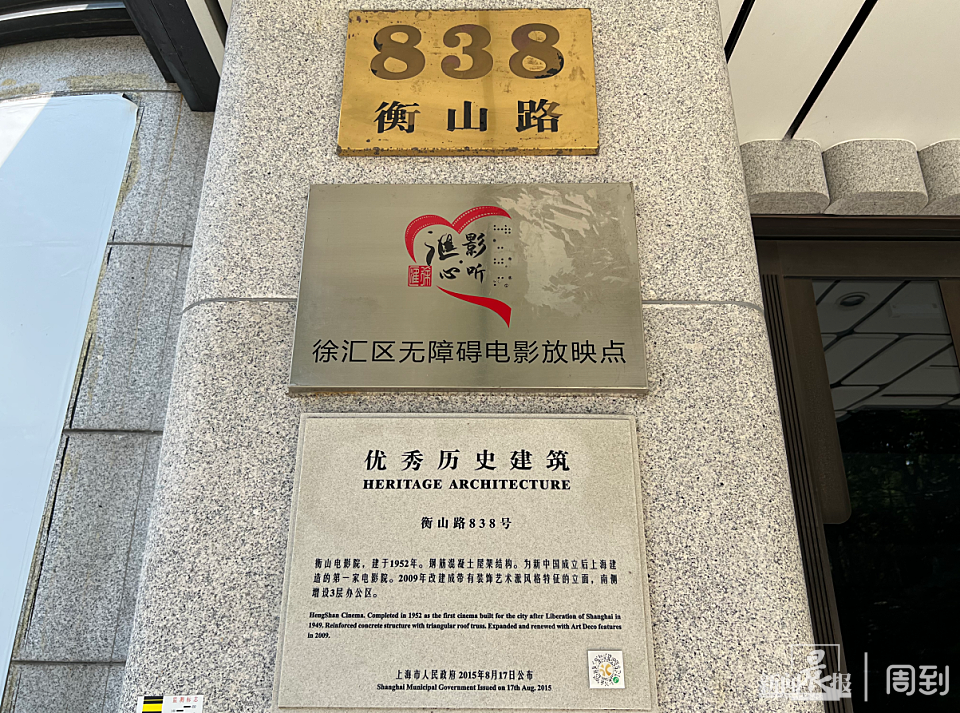 838
衡山路
影
滙·心听
徐汇区无障碍电影放映点
优秀历史建筑
HERITAGE ARCHITECTURE
衡山路838号
衡山电影院，建于1952年。钢筋混凝土屋架结构。为新中国成立后上海建
造的第一家电影院。2009年改建成带有装饰艺术派风格特征的立面，南侧
增设3层办公区。
HengShan Cinema. Completed in 1952 as the first cinema built for the city after Liberation of Shanghai in
1949. Reinforced concrete structure with triangular roof truss. Expanded and renewed with Art Deco features
in 2009.
上海市人民政府 2015年8月17日公布
Shanghai Municipal Government Issued on 17th Aug. 2015
周到